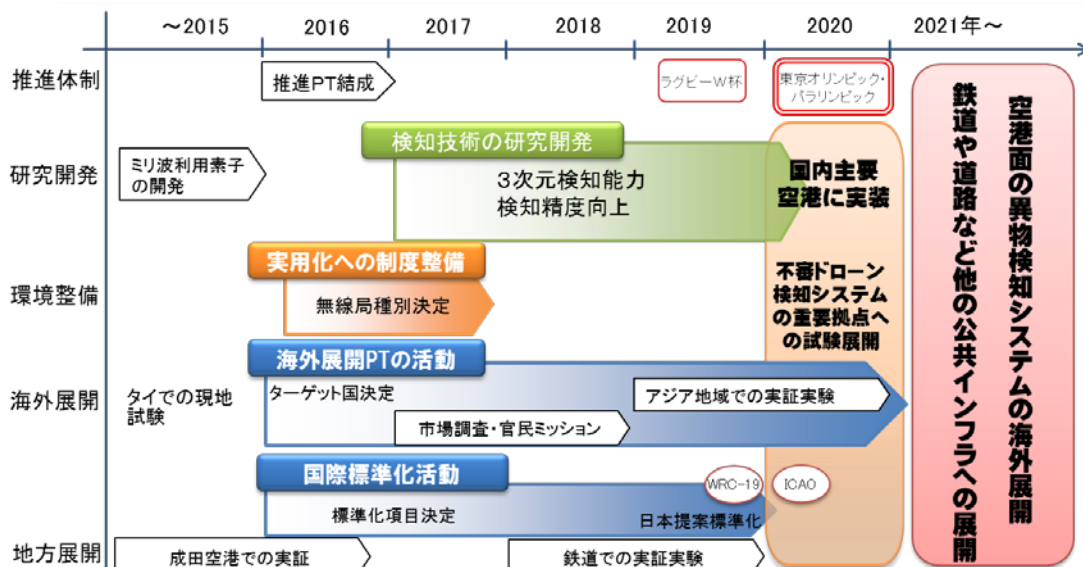 ～2015
2016
2017
2018
2019
2020
2021年～
推進体制
推進PT結成
ラグビーW杯
東京オリンピック・
パラリンピック
研究開発
ミリ波利用素子
の開発
検知技術の研究開発
3次元検知能力
検知精度向上
国内主要
空港に実装
環境整備
実用化への制度整備
無線局種別決定
不審ドローン
検知システム
の重要拠点へ
の試験展開
海外展開
タイでの現地
試験
海外展開PTの活動
ターゲット国決定
市場調査・官民ミッション
アジア地域での実証実験
国際標準化活動
標準化項目決定
WRC-19
ICAO
日本提案標準化
地方展開
成田空港での実証
鉄道での実証実験
空港面の異物検知システムの海外展開
鉄道や道路など他の公共インフラへの展開